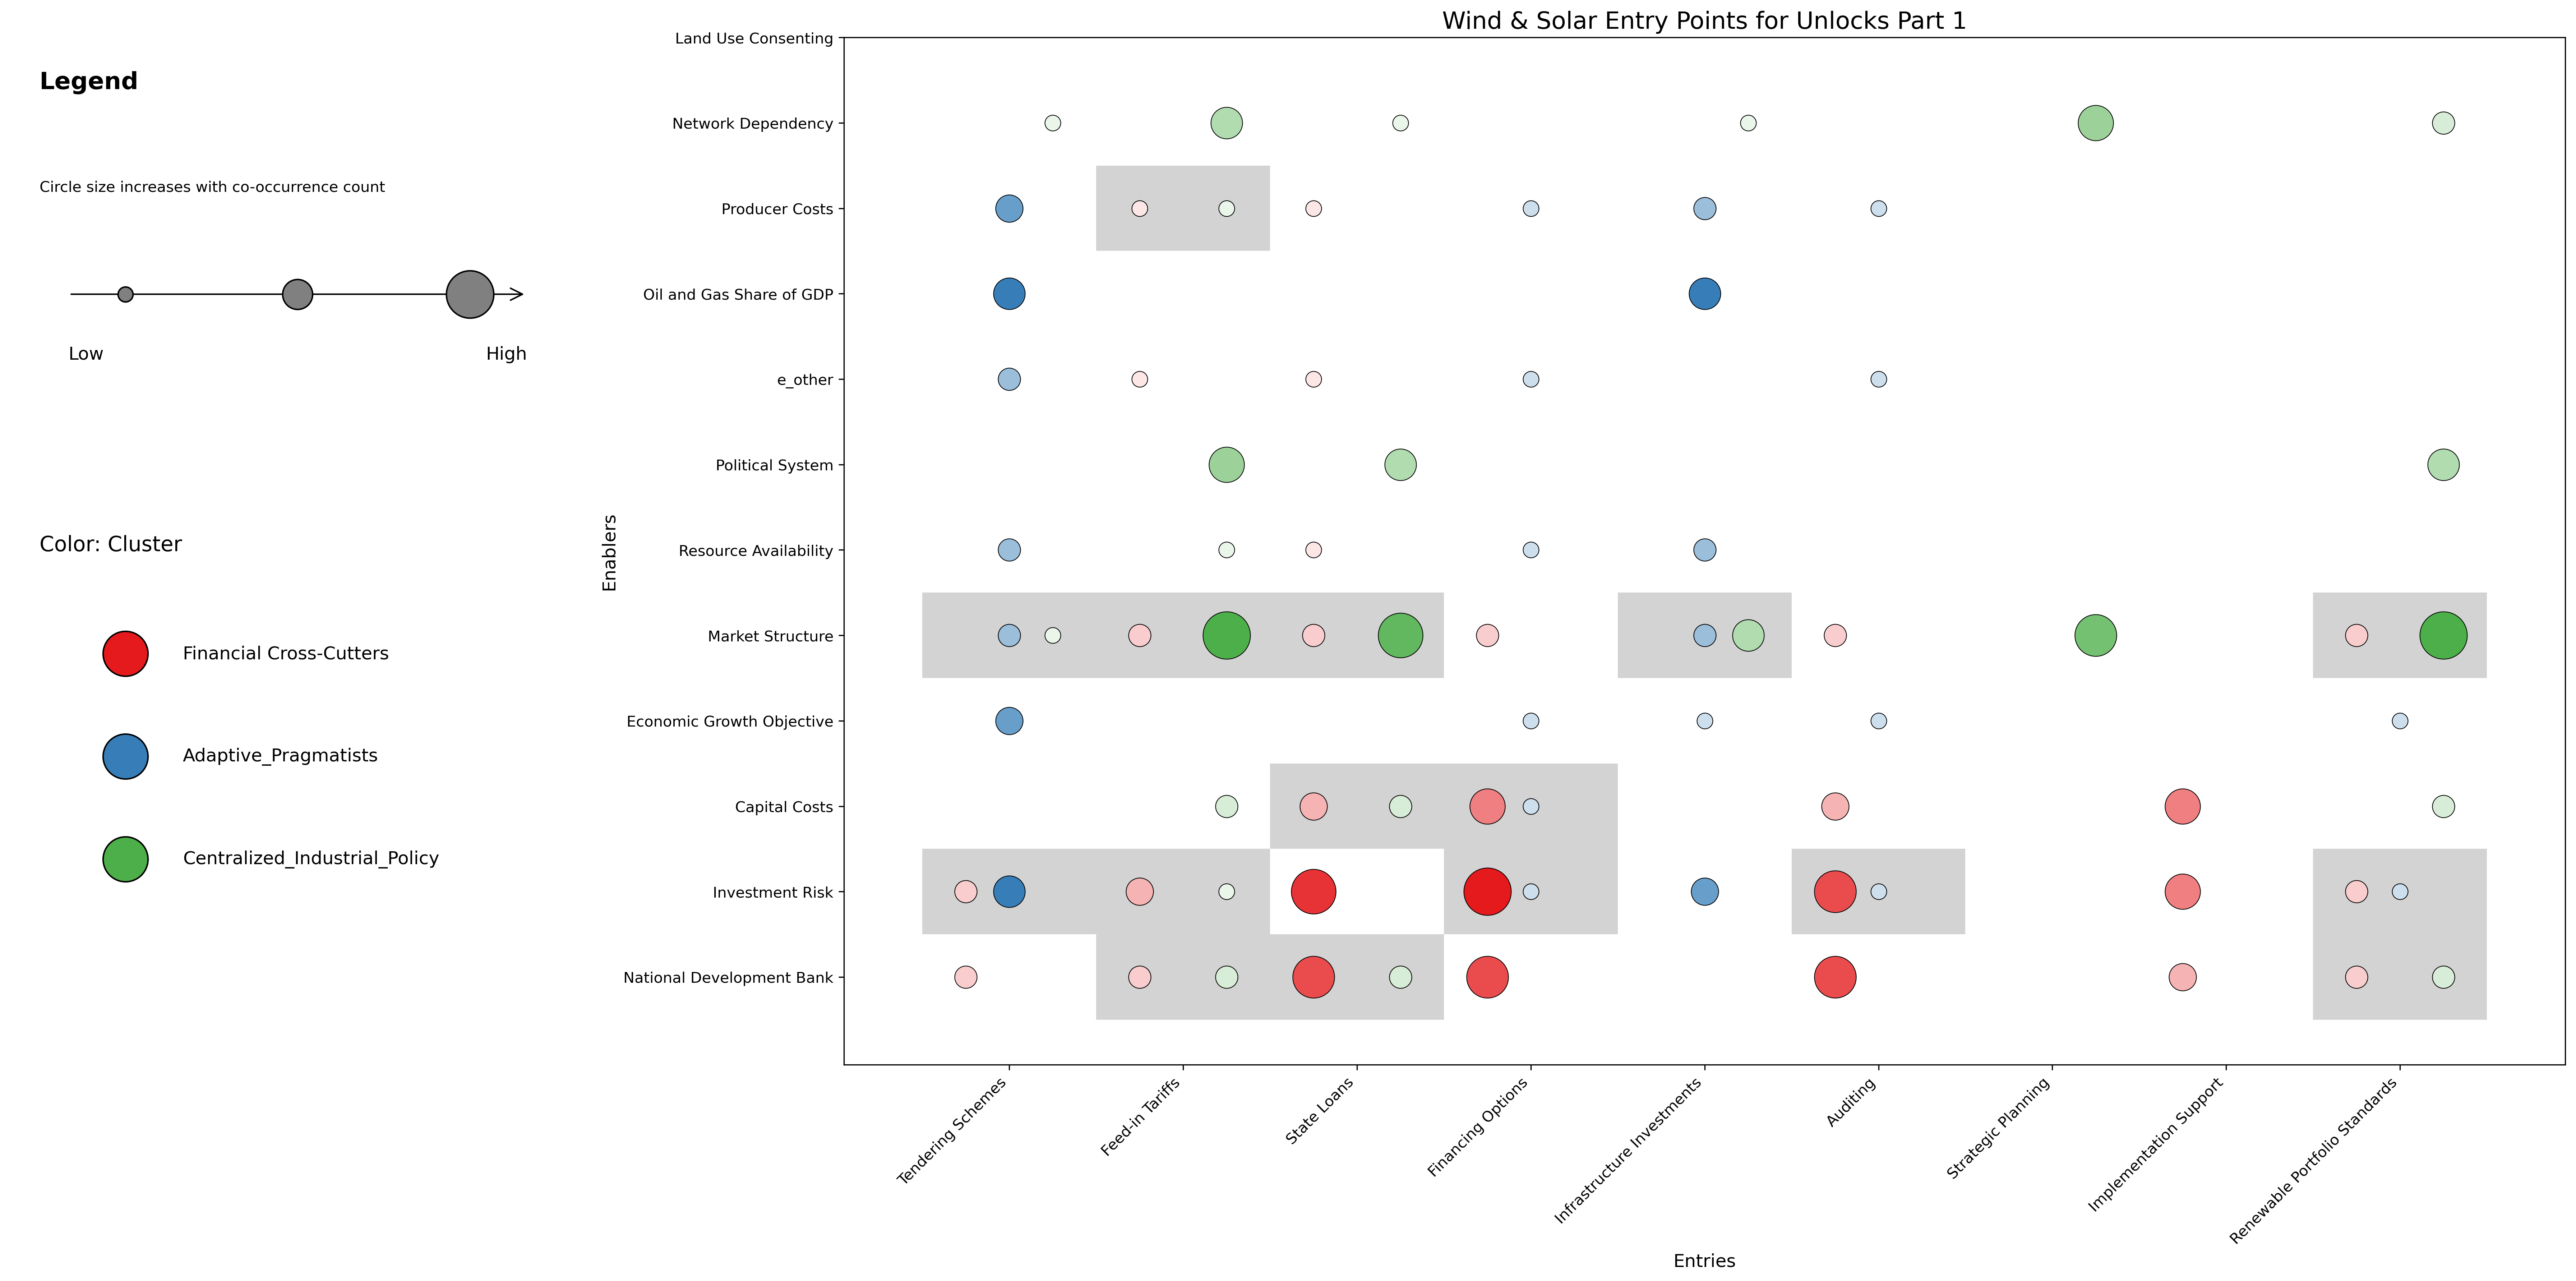 Wind & Solar Entry Points for Unlocks Part 1
Legend
Circle size increases with co-occurrence count
Low
High
Color: Cluster
Financial Cross-Cutters
Adaptive_Pragmatists
Centralized_Industrial_Policy
Enablers
Land Use Consenting
Network Dependency
Producer Costs
Oil and Gas Share of GDP
e_other
Political System
Resource Availability
Market Structure
Economic Growth Objective
Capital Costs
Investment Risk
National Development Bank
Tendering Schemes
Feed-in Tariffs
State Loans
Financing Options
Infrastructure Investments
Auditing
Strategic Planning
Implementation Support
Renewable Portfolio Standards
Entries